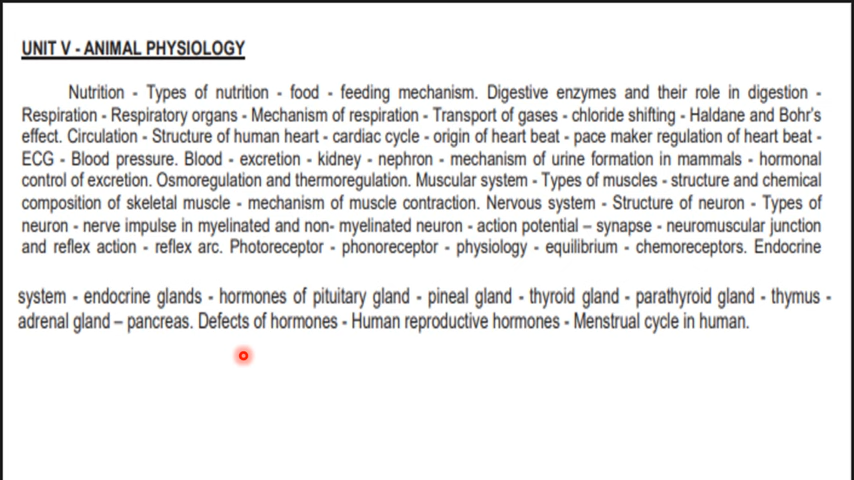 UNIT V - ANIMAL PHYSIOLOGY
Nutrition - Types of nutrition - food - feeding mechanism. Digestive enzymes and their role in digestion -
Respiration - Respiratory organs - Mechanism of respiration - Transport of gases - chloride shifting - Haldane and Bohr's
effect. Circulation - Structure of human heart - cardiac cycle - origin of heart beat - pace maker regulation of heart beat -
ECG - Blood pressure. Blood - excretion - kidney - nephron - mechanism of urine formation in mammals - hormonal
control of excretion. Osmoregulation and thermoregulation. Muscular system - Types of muscles - structure and chemical
composition of skeletal muscle - mechanism of muscle contraction. Nervous system - Structure of neuron - Types of
neuron - nerve impulse in myelinated and non- myelinated neuron - action potential – synapse - neuromuscular junction
and reflex action - reflex arc. Photoreceptor - phonoreceptor - physiology - equilibrium - chemoreceptors. Endocrine
system - endocrine glands - hormones of pituitary gland - pineal gland - thyroid gland - parathyroid gland - thymus -
adrenal gland – pancreas. Defects of hormones - Human reproductive hormones - Menstrual cycle in human.